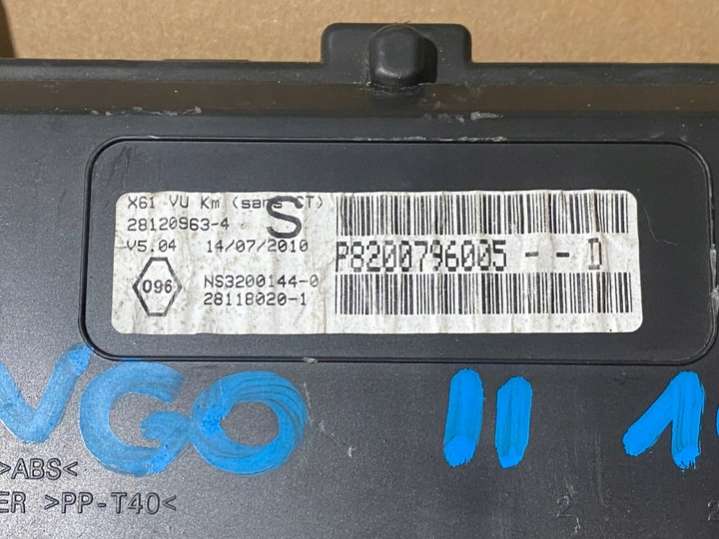 X61 VU Km (sans CT)
S
28120963-4
V5.04 14/07/2010
P8200796005 - - D
096
NS3200144-0
28118020-1
VGO II 1
>ABS<
ER >PP-T40<